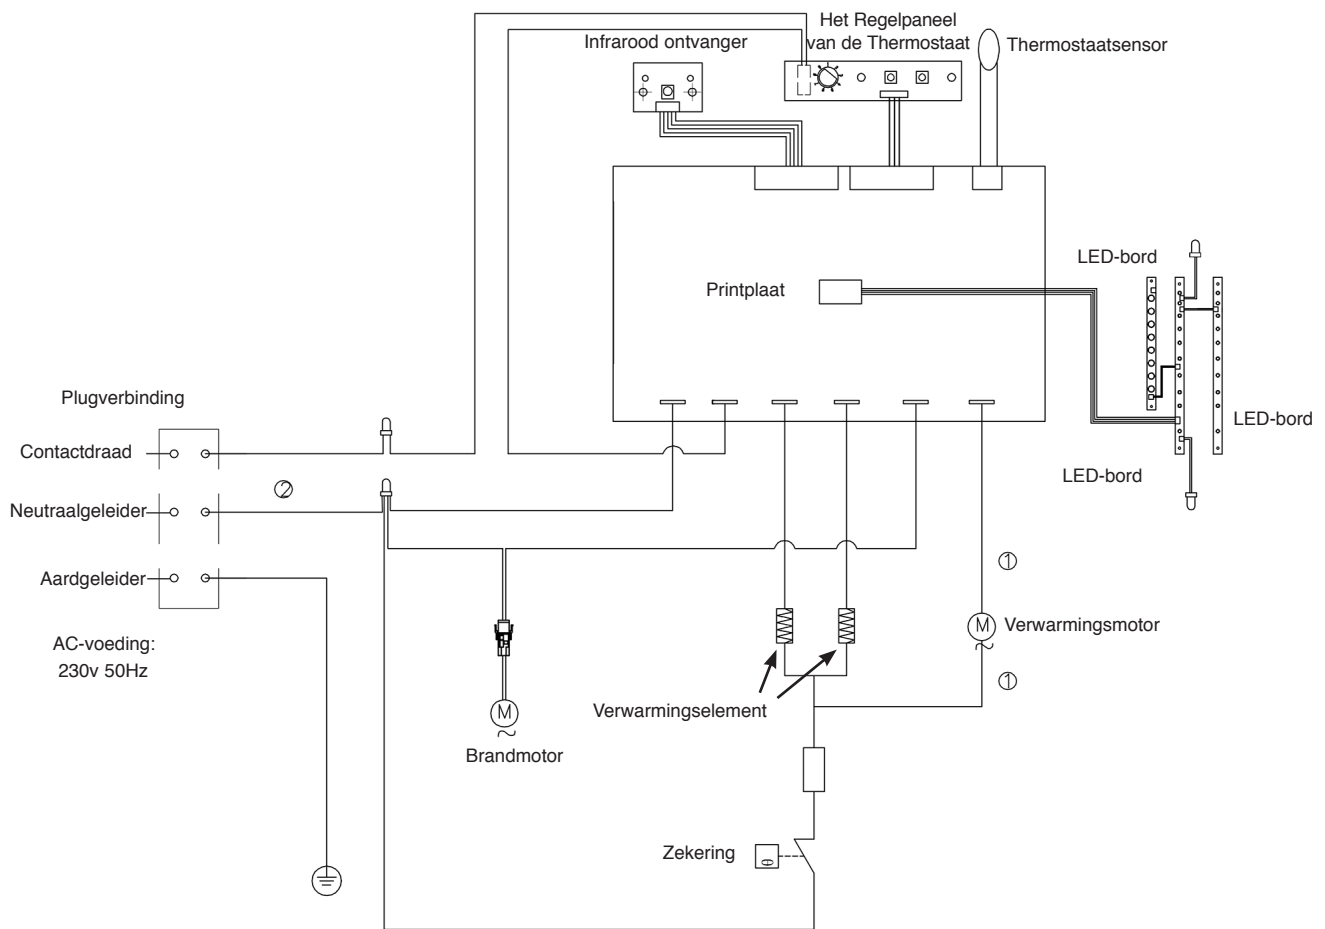 Het Regelpaneel
van de Thermostaat
Infrarood ontvanger
Thermostaatsensor
LED-bord
Printplaat
Plugverbinding
LED-bord
Contactdraad
LED-bord
②
Neutraalgeleider
①
Aardgeleider
M
Verwarmingsmotor
AC-voeding:
230v 50Hz
①
Verwarmingselement
M
Brandmotor
Zekering
θ